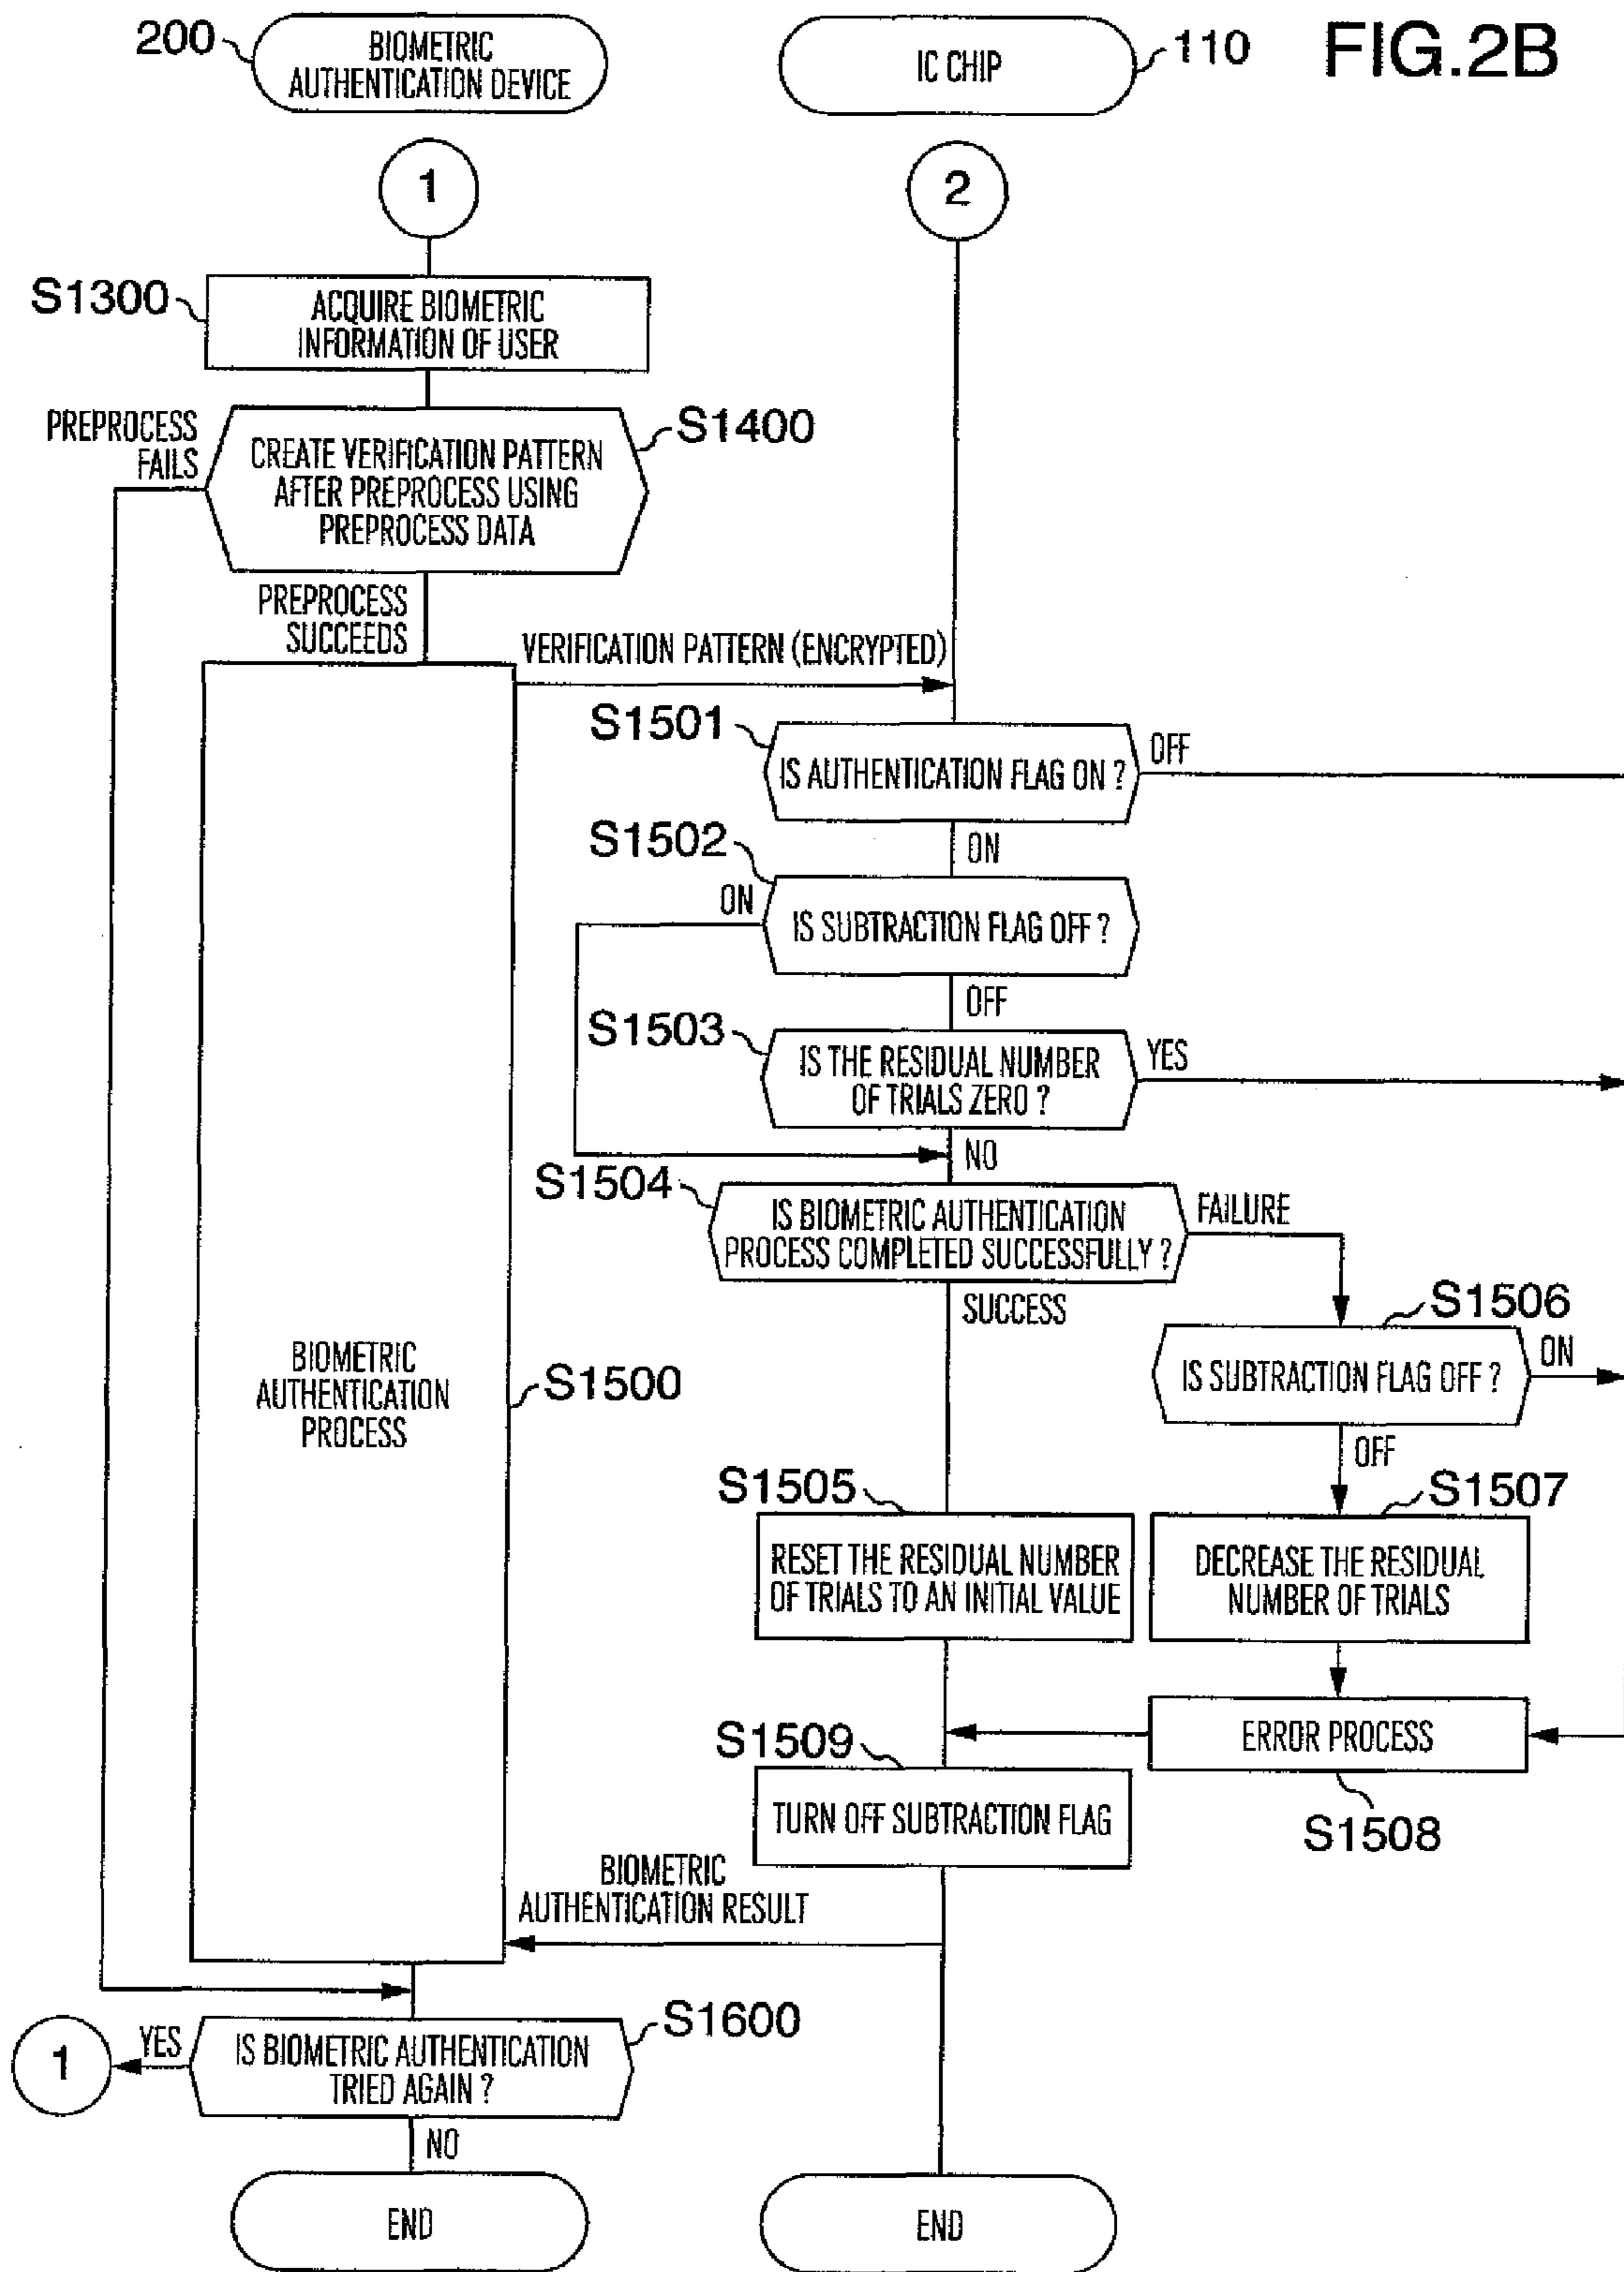 FIG.2B
200
BIOMETRIC
AUTHENTICATION DEVICE
IC CHIP
110
1
2
S1300
ACQUIRE BIOMETRIC
INFORMATION OF USER
PREPROCESS
FAILS
S1400
CREATE VERIFICATION PATTERN
AFTER PREPROCESS USING
PREPROCESS DATA
PREPROCESS
SUCCEEDS
VERIFICATION PATTERN (ENCRYPTED)
S1501
IS AUTHENTICATION FLAG ON ?
OFF
ON
S1502
ON
IS SUBTRACTION FLAG OFF ?
OFF
S1503
IS THE RESIDUAL NUMBER
OF TRIALS ZERO ?
YES
NO
S1504
IS BIOMETRIC AUTHENTICATION
PROCESS COMPLETED SUCCESSFULLY ?
FAILURE
SUCCESS
S1506
IS SUBTRACTION FLAG OFF ?
ON
OFF
BIOMETRIC
AUTHENTICATION
PROCESS
S1500
S1505
RESET THE RESIDUAL NUMBER
OF TRIALS TO AN INITIAL VALUE
S1507
DECREASE THE RESIDUAL
NUMBER OF TRIALS
ERROR PROCESS
S1508
S1509
TURN OFF SUBTRACTION FLAG
BIOMETRIC
AUTHENTICATION RESULT
S1600
IS BIOMETRIC AUTHENTICATION
TRIED AGAIN ?
YES
1
NO
END
END